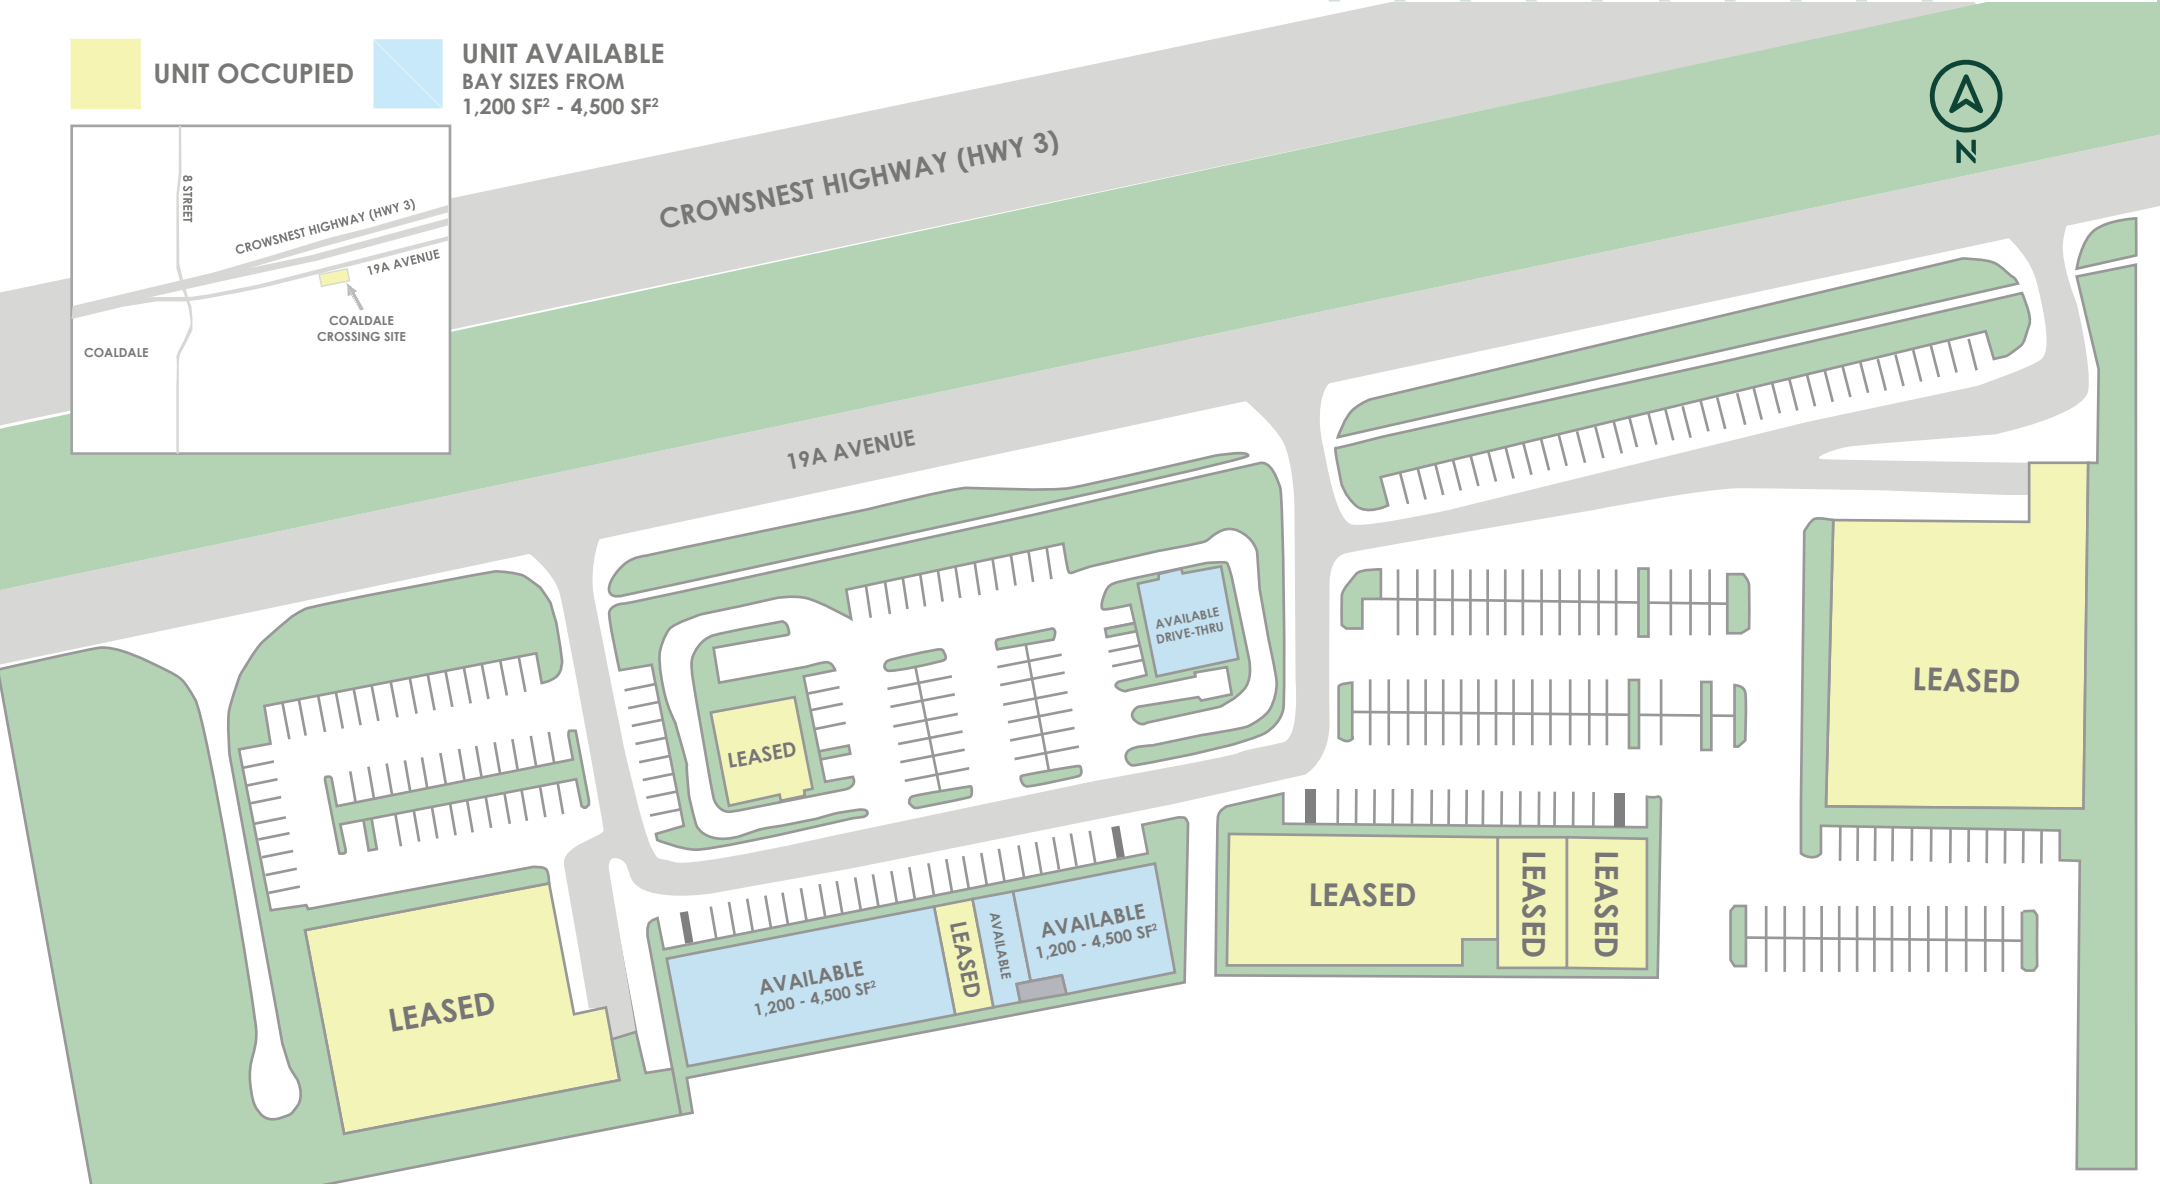 UNIT OCCUPIED
UNIT AVAILABLE
BAY SIZES FROM
1,200 SF² - 4,500 SF²
N
8 STREET
CROWSNEST HIGHWAY (HWY 3)
19A AVENUE
COALDALE
CROSSING SITE
COALDALE
CROWSNEST HIGHWAY (HWY 3)
19A AVENUE
AVAILABLE
DRIVE-THRU
LEASED
LEASED
LEASED
LEASED
LEASED
LEASED
AVAILABLE
1,200 - 4,500 SF²
LEASED
AVAILABLE
AVAILABLE
1,200 - 4,500 SF²